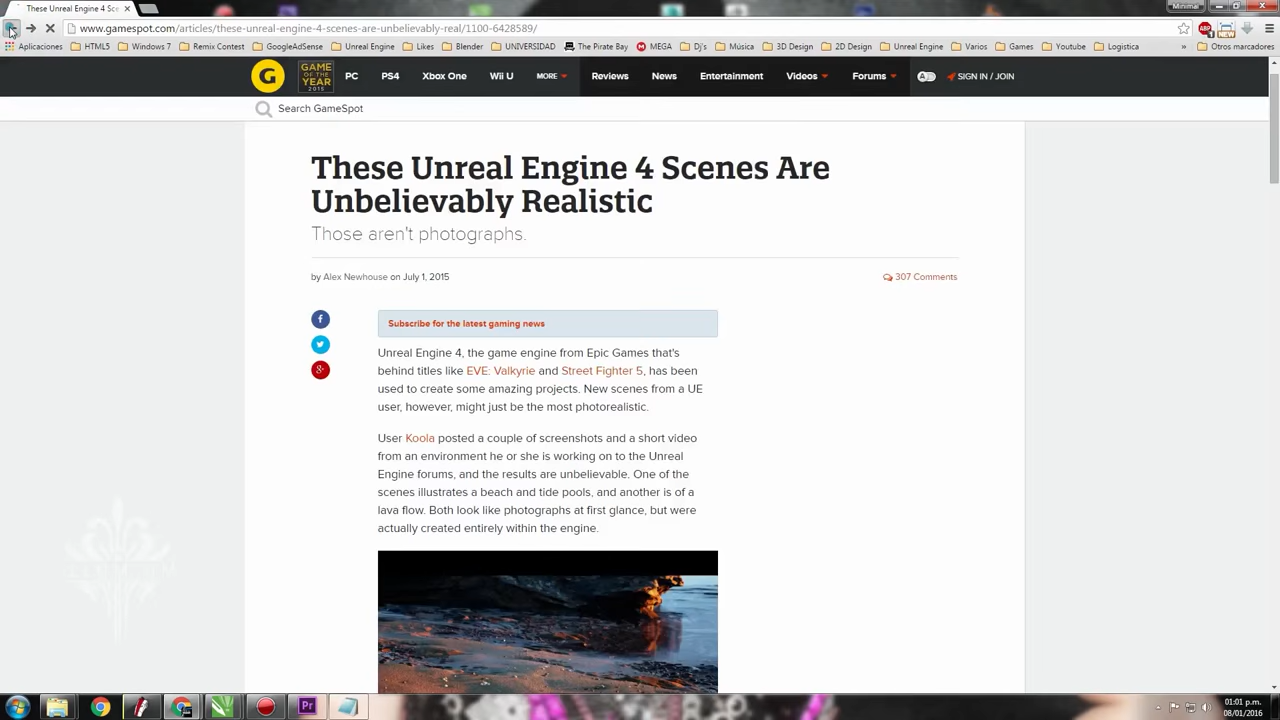 These Unreal Engine 4 Sce
Minimal
www.gamespot.com/articles/these-unreal-engine-4-scenes-are-unbelievably-real/1100-6428589/
Aplicaciones HTML5 Windows 7 Remix Contest GoogleAdSense Unreal Engine Likes Blender UNIVERSIDAD The Pirate Bay MEGA Dj's Música 3D Design 2D Design Unreal Engine Varios Games Youtube Logistica » Otros marcadores
G GAME OF THE YEAR 2015 PC PS4 Xbox One Wii U MORE Reviews News Entertainment Videos Forums SIGN IN / JOIN
Search GameSpot
These Unreal Engine 4 Scenes Are
Unbelievably Realistic
Those aren't photographs.
by Alex Newhouse on July 1, 2015 307 Comments
Subscribe for the latest gaming news
Unreal Engine 4, the game engine from Epic Games that's
behind titles like EVE: Valkyrie and Street Fighter 5, has been
used to create some amazing projects. New scenes from a UE
user, however, might just be the most photorealistic.
User Koola posted a couple of screenshots and a short video
from an environment he or she is working on to the Unreal
Engine forums, and the results are unbelievable. One of the
scenes illustrates a beach and tide pools, and another is of a
lava flow. Both look like photographs at first glance, but were
actually created entirely within the engine.
Pr
01:01 p.m.
08/01/2016